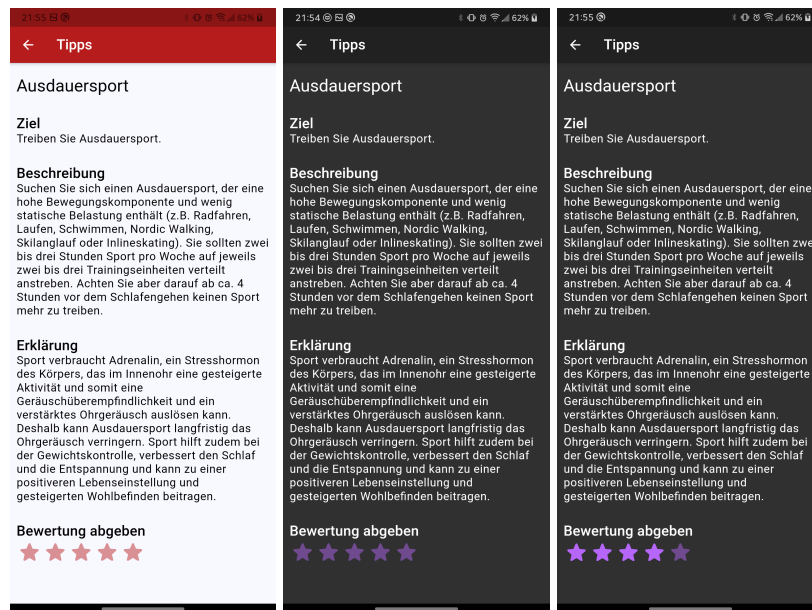 21:55
62%
Tipps
Ausdauersport
Ziel
Treiben Sie Ausdauersport.
Beschreibung
Suchen Sie sich einen Ausdauersport, der eine
hohe Bewegungskomponente und wenig
statische Belastung enthält (z.B. Radfahren,
Laufen, Schwimmen, Nordic Walking,
Skilanglauf oder Inlineskating). Sie sollten zwei
bis drei Stunden Sport pro Woche auf jeweils
zwei bis drei Trainingseinheiten verteilt
anstreben. Achten Sie aber darauf ab ca. 4
Stunden vor dem Schlafengehen keinen Sport
mehr zu treiben.
Erklärung
Sport verbraucht Adrenalin, ein Stresshormon
des Körpers, das im Innenohr eine gesteigerte
Aktivität und somit eine
Geräuschüberempfindlichkeit und ein
verstärktes Ohrgeräusch auslösen kann.
Deshalb kann Ausdauersport langfristig das
Ohrgeräusch verringern. Sport hilft zudem bei
der Gewichtskontrolle, verbessert den Schlaf
und die Entspannung und kann zu einer
positiveren Lebenseinstellung und
gesteigerten Wohlbefinden beitragen.
Bewertung abgeben
21:54
62%
Tipps
Ausdauersport
Ziel
Treiben Sie Ausdauersport.
Beschreibung
Suchen Sie sich einen Ausdauersport, der eine
hohe Bewegungskomponente und wenig
statische Belastung enthält (z.B. Radfahren,
Laufen, Schwimmen, Nordic Walking,
Skilanglauf oder Inlineskating). Sie sollten zwei
bis drei Stunden Sport pro Woche auf jeweils
zwei bis drei Trainingseinheiten verteilt
anstreben. Achten Sie aber darauf ab ca. 4
Stunden vor dem Schlafengehen keinen Sport
mehr zu treiben.
Erklärung
Sport verbraucht Adrenalin, ein Stresshormon
des Körpers, das im Innenohr eine gesteigerte
Aktivität und somit eine
Geräuschüberempfindlichkeit und ein
verstärktes Ohrgeräusch auslösen kann.
Deshalb kann Ausdauersport langfristig das
Ohrgeräusch verringern. Sport hilft zudem bei
der Gewichtskontrolle, verbessert den Schlaf
und die Entspannung und kann zu einer
positiveren Lebenseinstellung und
gesteigerten Wohlbefinden beitragen.
Bewertung abgeben
21:55
62%
Tipps
Ausdauersport
Ziel
Treiben Sie Ausdauersport.
Beschreibung
Suchen Sie sich einen Ausdauersport, der eine
hohe Bewegungskomponente und wenig
statische Belastung enthält (z.B. Radfahren,
Laufen, Schwimmen, Nordic Walking,
Skilanglauf oder Inlineskating). Sie sollten zwe
bis drei Stunden Sport pro Woche auf jeweils
zwei bis drei Trainingseinheiten verteilt
anstreben. Achten Sie aber darauf ab ca. 4
Stunden vor dem Schlafengehen keinen Sport
mehr zu treiben.
Erklärung
Sport verbraucht Adrenalin, ein Stresshormon
des Körpers, das im Innenohr eine gesteigerte
Aktivität und somit eine
Geräuschüberempfindlichkeit und ein
verstärktes Ohrgeräusch auslösen kann.
Deshalb kann Ausdauersport langfristig das
Ohrgeräusch verringern. Sport hilft zudem bei
der Gewichtskontrolle, verbessert den Schlaf
und die Entspannung und kann zu einer
positiveren Lebenseinstellung und
gesteigerten Wohlbefinden beitragen.
Bewertung abgeben